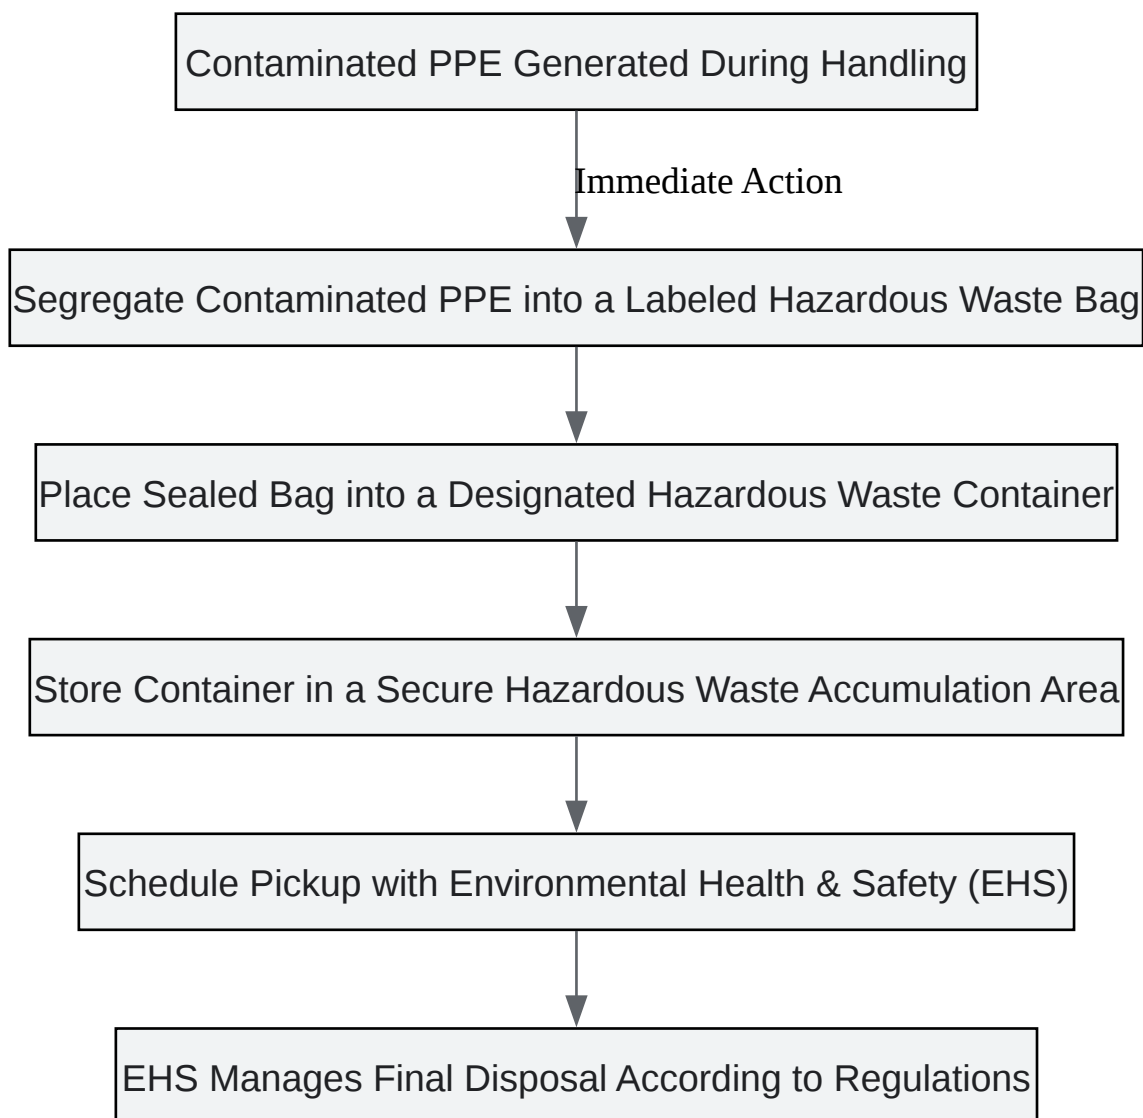 Contaminated PPE Generated During Handling
Immediate Action
Segregate Contaminated PPE into a Labeled Hazardous Waste Bag
Place Sealed Bag into a Designated Hazardous Waste Container
Store Container in a Secure Hazardous Waste Accumulation Area
Schedule Pickup with Environmental Health & Safety (EHS)
EHS Manages Final Disposal According to Regulations